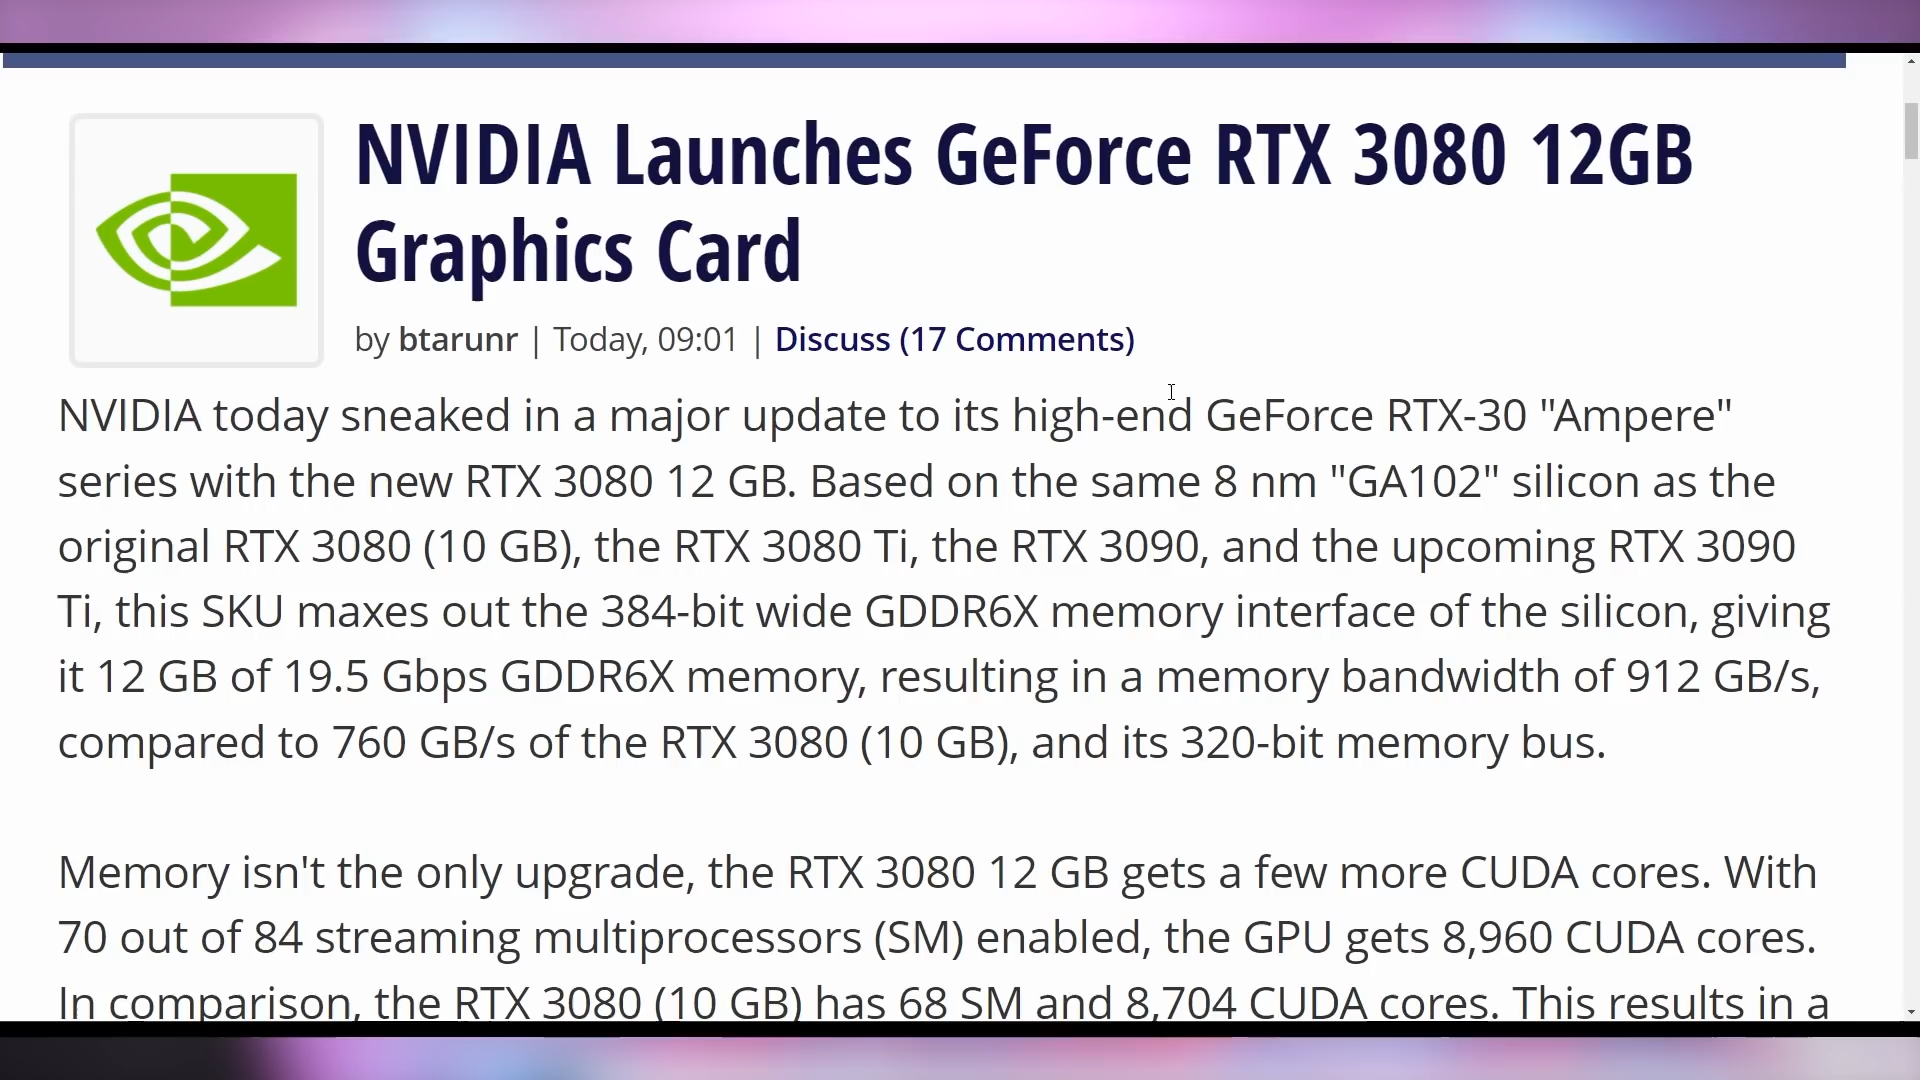 NVIDIA Launches GeForce RTX 3080 12GB
Graphics Card
by btarunr | Today, 09:01 | Discuss (17 Comments)
NVIDIA today sneaked in a major update to its high-end GeForce RTX-30 "Ampere"
series with the new RTX 3080 12 GB. Based on the same 8 nm "GA102" silicon as the
original RTX 3080 (10 GB), the RTX 3080 Ti, the RTX 3090, and the upcoming RTX 3090
Ti, this SKU maxes out the 384-bit wide GDDR6X memory interface of the silicon, giving
it 12 GB of 19.5 Gbps GDDR6X memory, resulting in a memory bandwidth of 912 GB/s,
compared to 760 GB/s of the RTX 3080 (10 GB), and its 320-bit memory bus.
Memory isn't the only upgrade, the RTX 3080 12 GB gets a few more CUDA cores. With
70 out of 84 streaming multiprocessors (SM) enabled, the GPU gets 8,960 CUDA cores.
In comparison, the RTX 3080 (10 GB) has 68 SM and 8,704 CUDA cores. This results in a